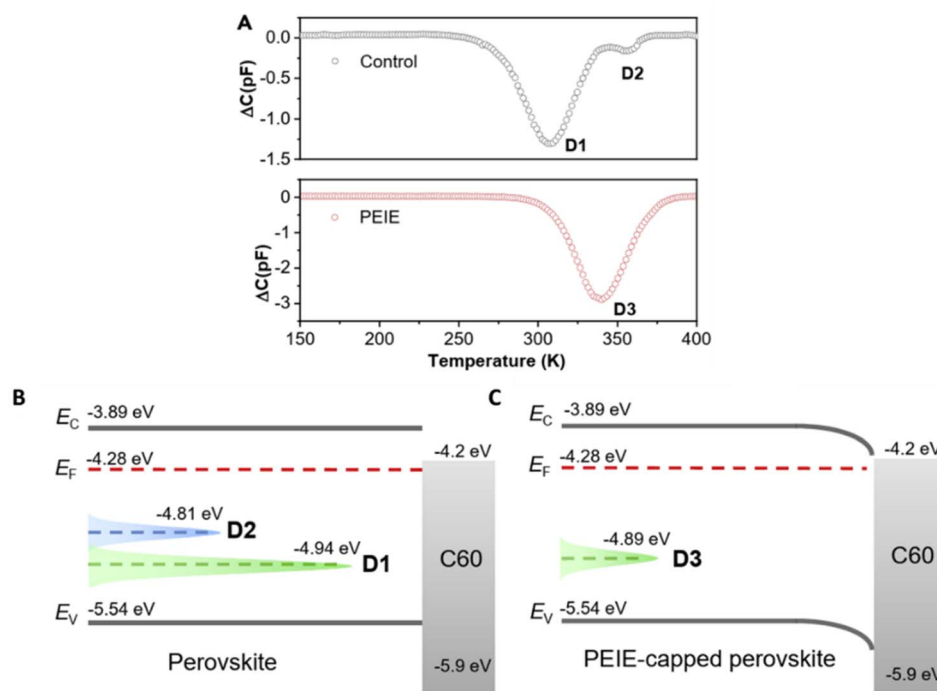 A
0.0
-0.5
-1.0
-1.5
ΔC(pF)
Control
D1
D2
0
-1
-2
-3
ΔC(pF)
PEIE
D3
150 200 250 300 350 400
Temperature (K)
B
EC -3.89 eV
EF -4.28 eV
-4.2 eV
-4.81 eV D2
-4.94 eV D1
C60
EV -5.54 eV
-5.9 eV
Perovskite
C
EC -3.89 eV
EF -4.28 eV
-4.2 eV
-4.89 eV D3
C60
EV -5.54 eV
-5.9 eV
PEIE-capped perovskite